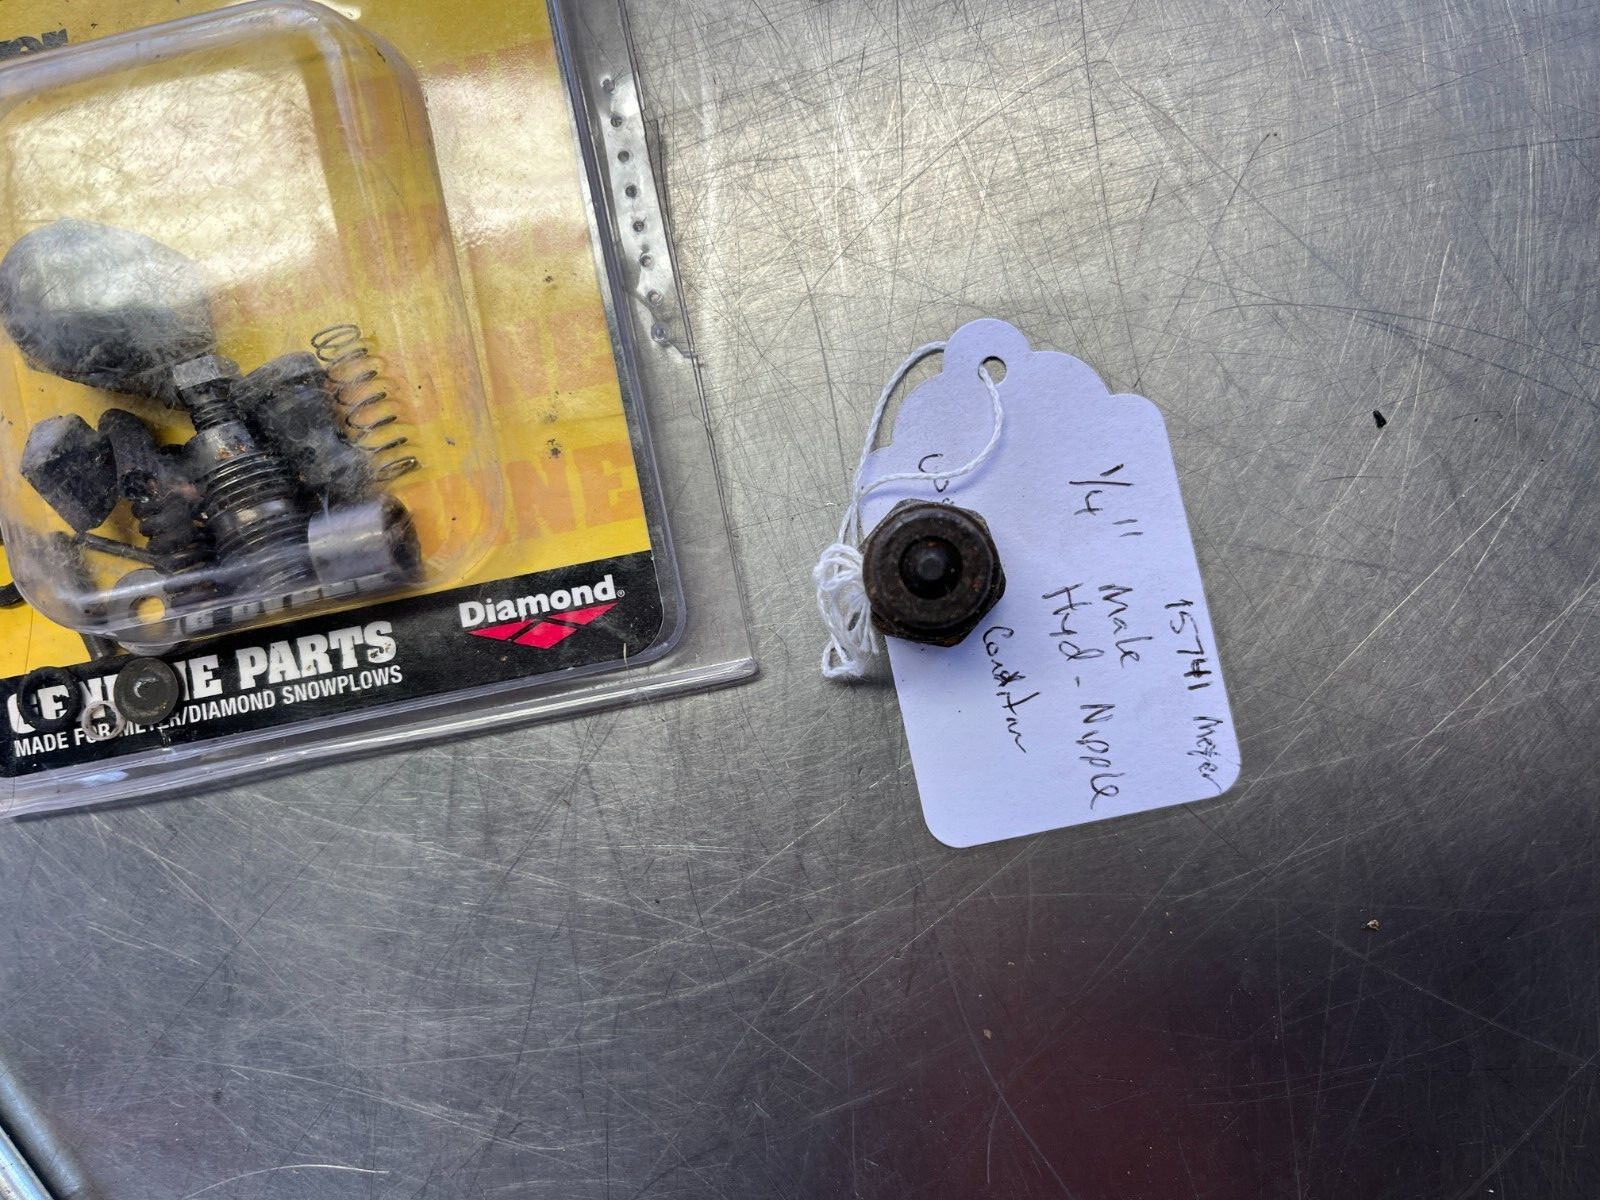 Diamond®
GENUINE PARTS
MADE FOR MEYER/DIAMOND SNOWPLOWS
15741 Meyer
1/4" Male
Hyd - Nipple
Condition